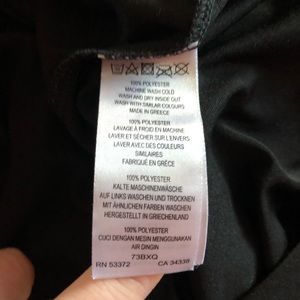 100% POLYESTER
MACHINE WASH COLD
WASH AND DRY INSIDE OUT
WASH WITH SIMILAR COLOURS
MADE IN GREECE
100% POLYESTER
LAVAGE À FROID EN MACHINE
LAVER ET SÉCHER SUR L'ENVERS
LAVER AVEC DES COULEURS
SIMILAIRES
FABRIQUÉ EN GRÈCE
100% POLYESTER
KALTE MASCHINENWÄSCHE
AUF LINKS WASCHEN UND TROCKNEN
MIT ÄHNLICHEN FARBEN WASCHEN
HERGESTELLT IN GRIECHENLAND
100% POLYESTER
CUCI DENGAN MESIN MENGGUNAKAN
AIR DINGIN
73BXQ
RN 53372 CA 34338